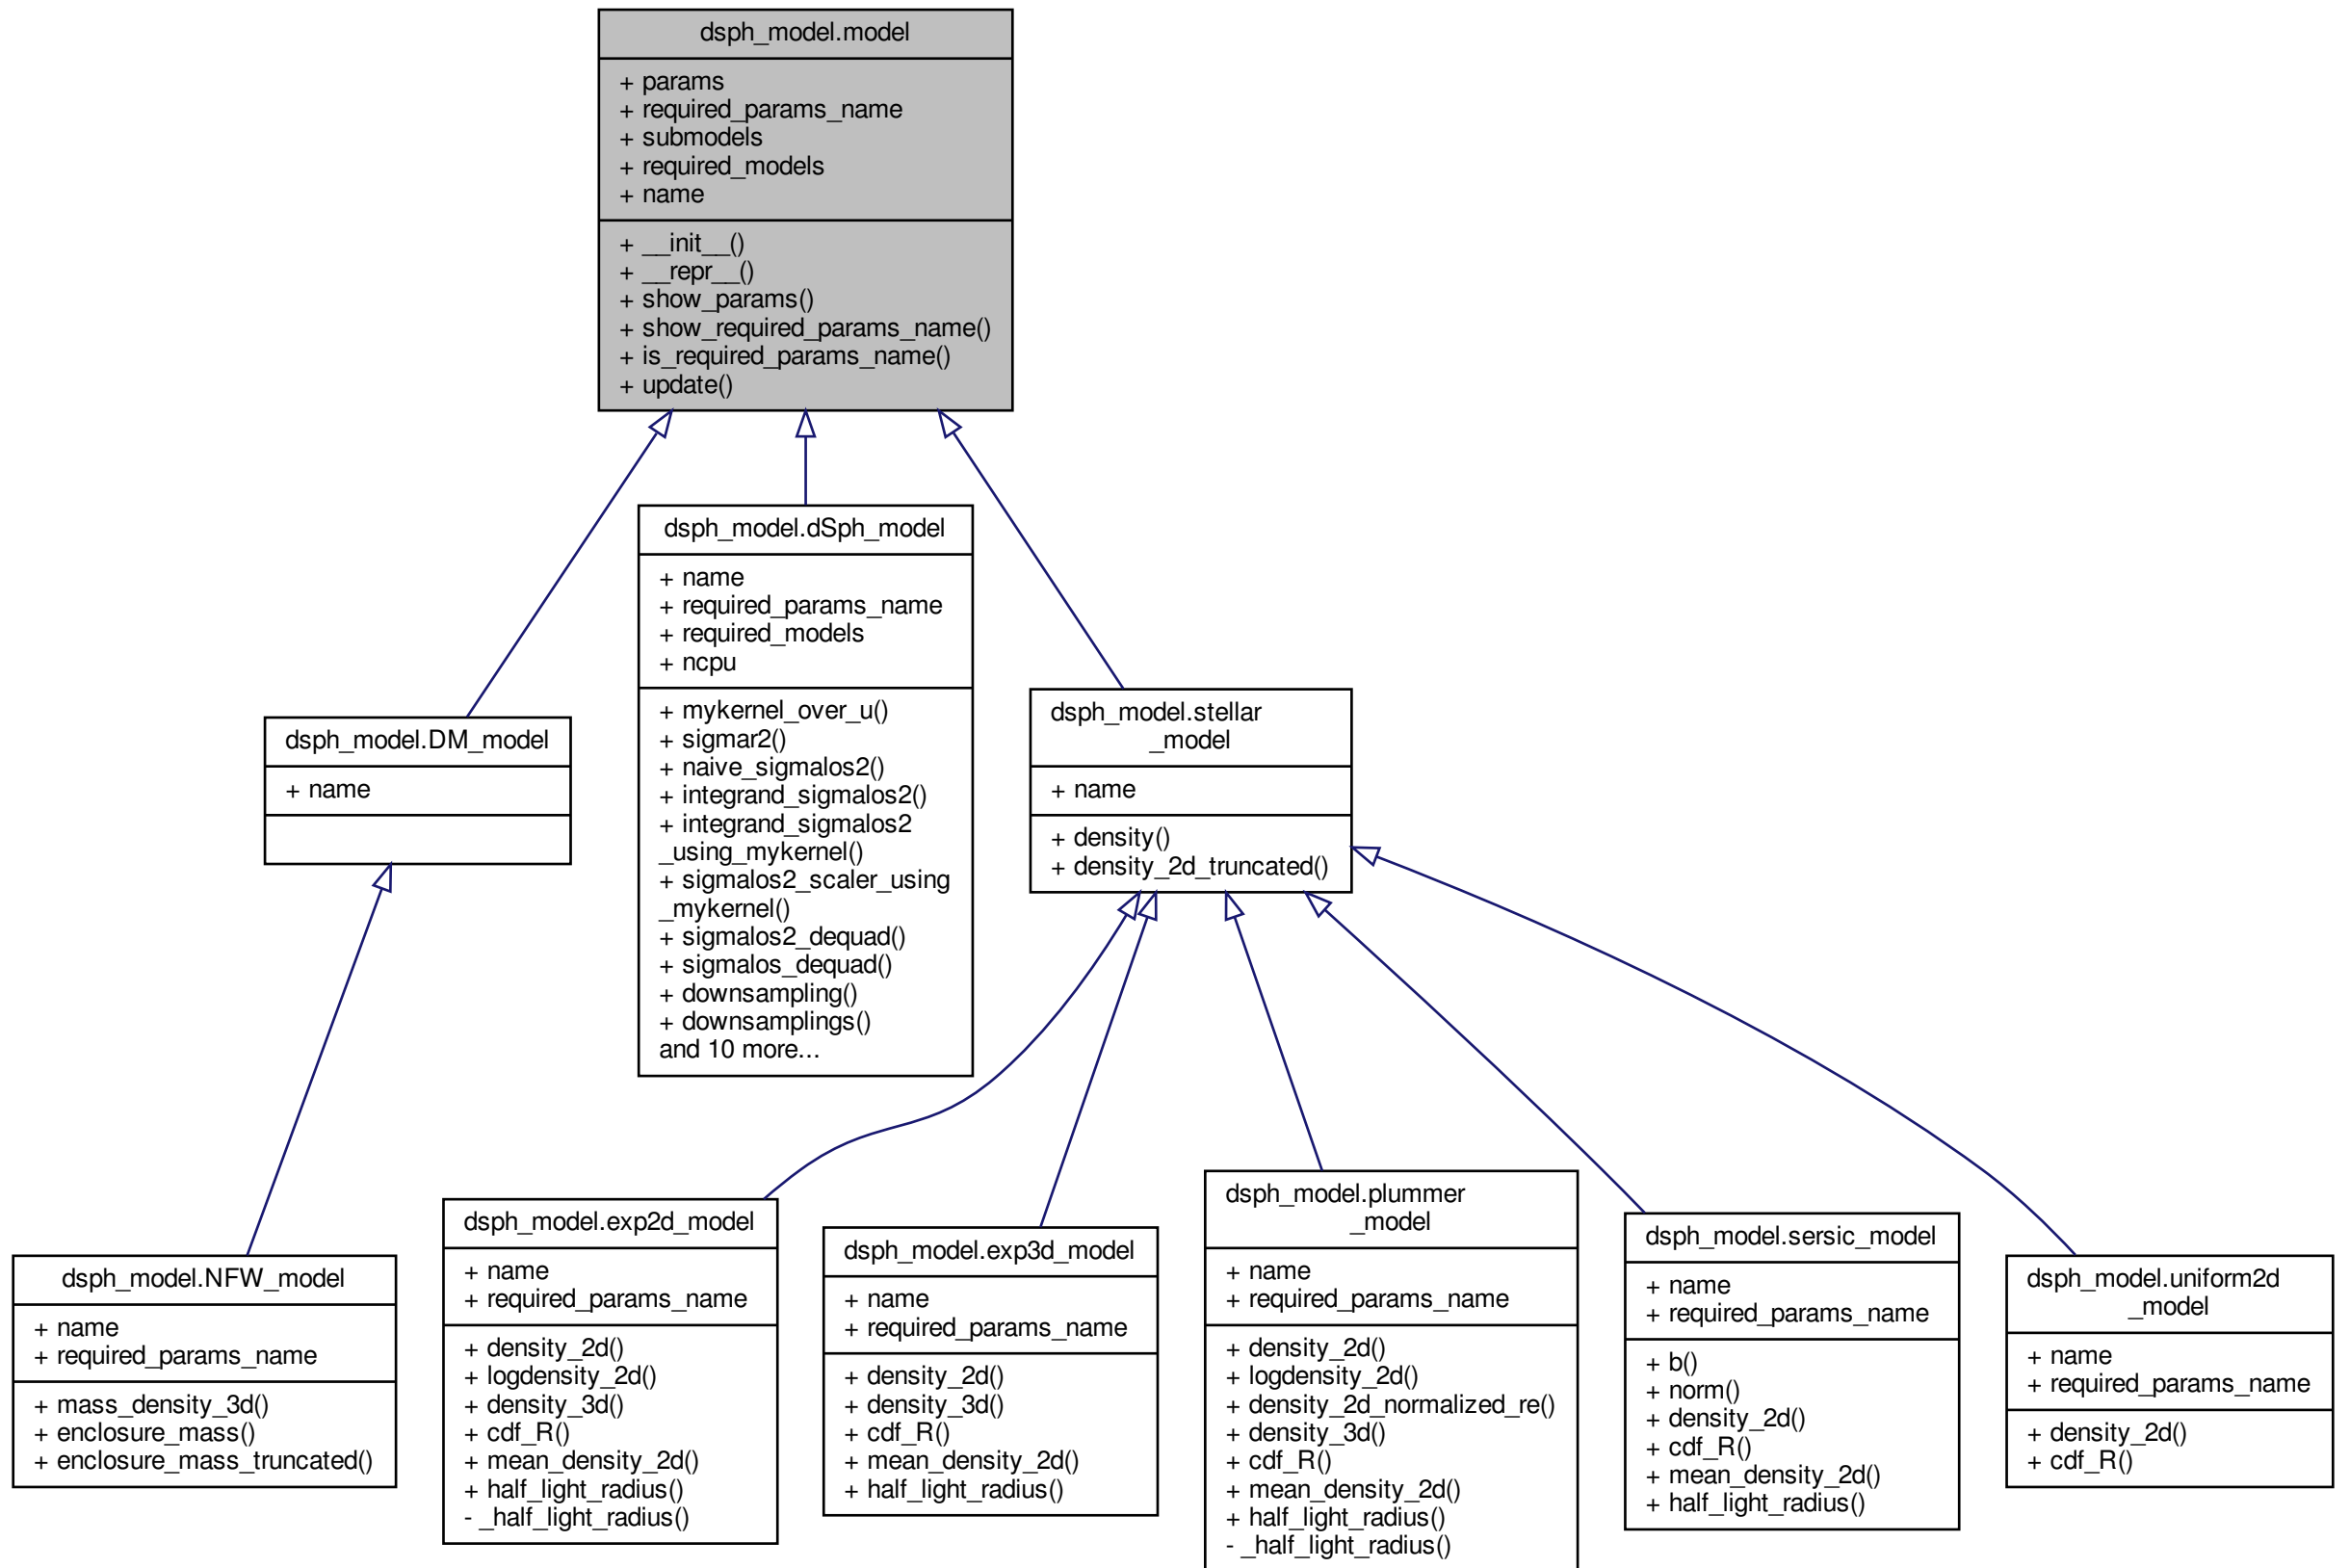 dsph_model.model
+ params
+ required_params_name
+ submodels
+ required_models
+ name
+ __init__()
+ __repr__()
+ show_params()
+ show_required_params_name()
+ is_required_params_name()
+ update()
dsph_model.dSph_model
+ name
+ required_params_name
+ required_models
+ ncpu
+ mykernel_over_u()
+ sigmar2()
+ naive_sigmalos2()
+ integrand_sigmalos2()
+ integrand_sigmalos2
_using_mykernel()
+ sigmalos2_scaler_using
_mykernel()
+ sigmalos2_dequad()
+ sigmalos_dequad()
+ downsampling()
+ downsamplings()
and 10 more...
dsph_model.DM_model
+ name
dsph_model.stellar
_model
+ name
+ density()
+ density_2d_truncated()
dsph_model.NFW_model
+ name
+ required_params_name
+ mass_density_3d()
+ enclosure_mass()
+ enclosure_mass_truncated()
dsph_model.exp2d_model
+ name
+ required_params_name
+ density_2d()
+ logdensity_2d()
+ density_3d()
+ cdf_R()
+ mean_density_2d()
+ half_light_radius()
- _half_light_radius()
dsph_model.exp3d_model
+ name
+ required_params_name
+ density_2d()
+ density_3d()
+ cdf_R()
+ mean_density_2d()
+ half_light_radius()
dsph_model.plummer
_model
+ name
+ required_params_name
+ density_2d()
+ logdensity_2d()
+ density_2d_normalized_re()
+ density_3d()
+ cdf_R()
+ mean_density_2d()
+ half_light_radius()
- _half_light_radius()
dsph_model.sersic_model
+ name
+ required_params_name
+ b()
+ norm()
+ density_2d()
+ cdf_R()
+ mean_density_2d()
+ half_light_radius()
dsph_model.uniform2d
_model
+ name
+ required_params_name
+ density_2d()
+ cdf_R()